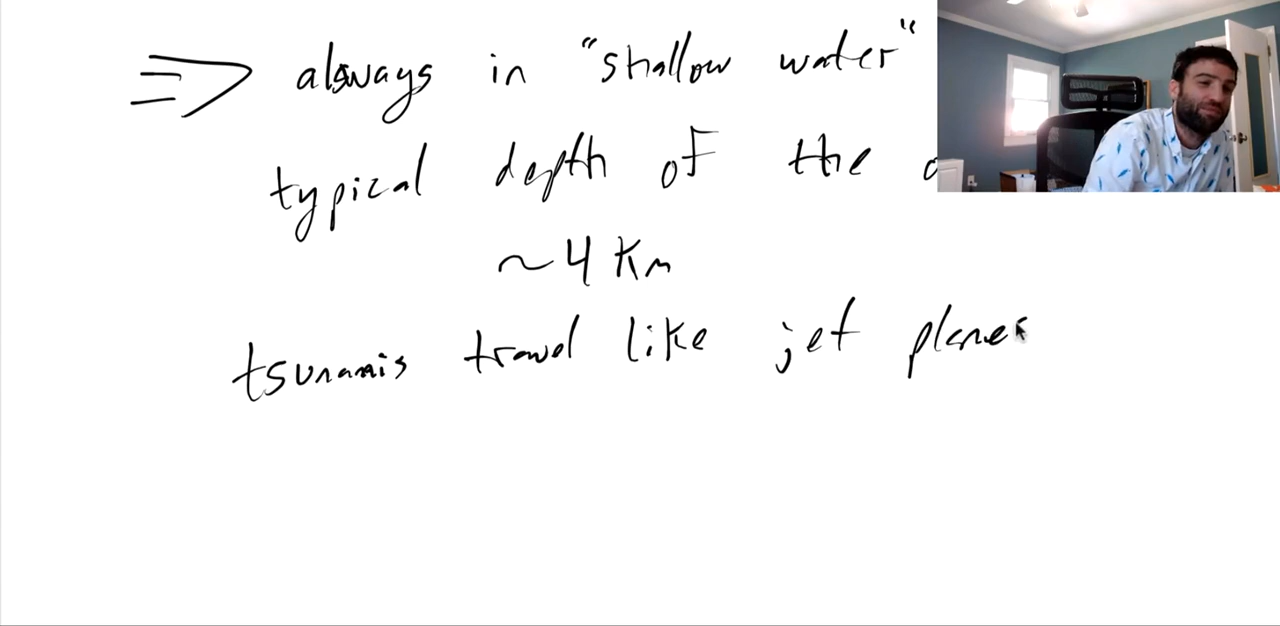 ⇒ always in "shallow water"
typical depth of the
~4 Km
tsunamis travel like jet planes